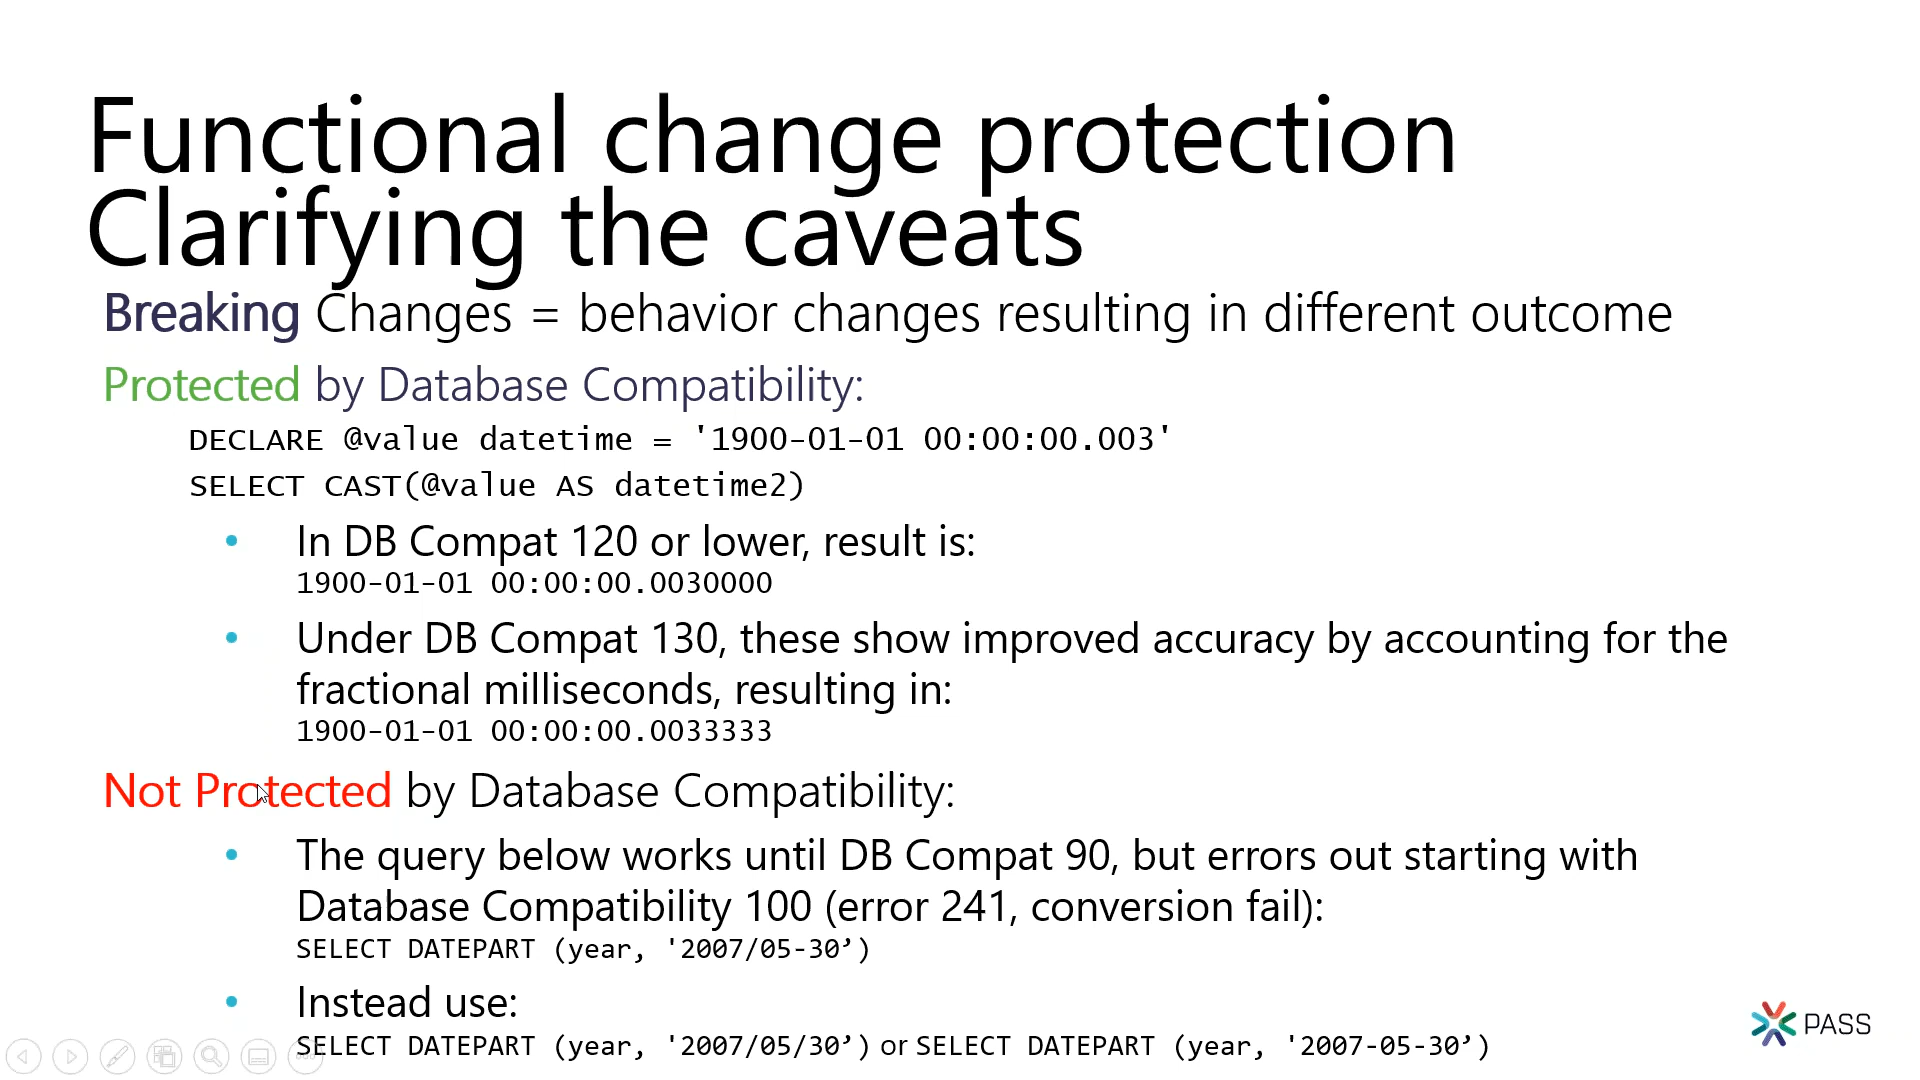 Functional change protection
Clarifying the caveats
Breaking Changes = behavior changes resulting in different outcome
Protected by Database Compatibility:
DECLARE @value datetime = '1900-01-01 00:00:00.003'
SELECT CAST(@value AS datetime2)
• In DB Compat 120 or lower, result is:
1900-01-01 00:00:00.0030000
• Under DB Compat 130, these show improved accuracy by accounting for the
fractional milliseconds, resulting in:
1900-01-01 00:00:00.0033333
Not Protected by Database Compatibility:
• The query below works until DB Compat 90, but errors out starting with
Database Compatibility 100 (error 241, conversion fail):
SELECT DATEPART (year, '2007/05-30’)
• Instead use:
SELECT DATEPART (year, '2007/05/30’) or SELECT DATEPART (year, '2007-05-30’)
PASS